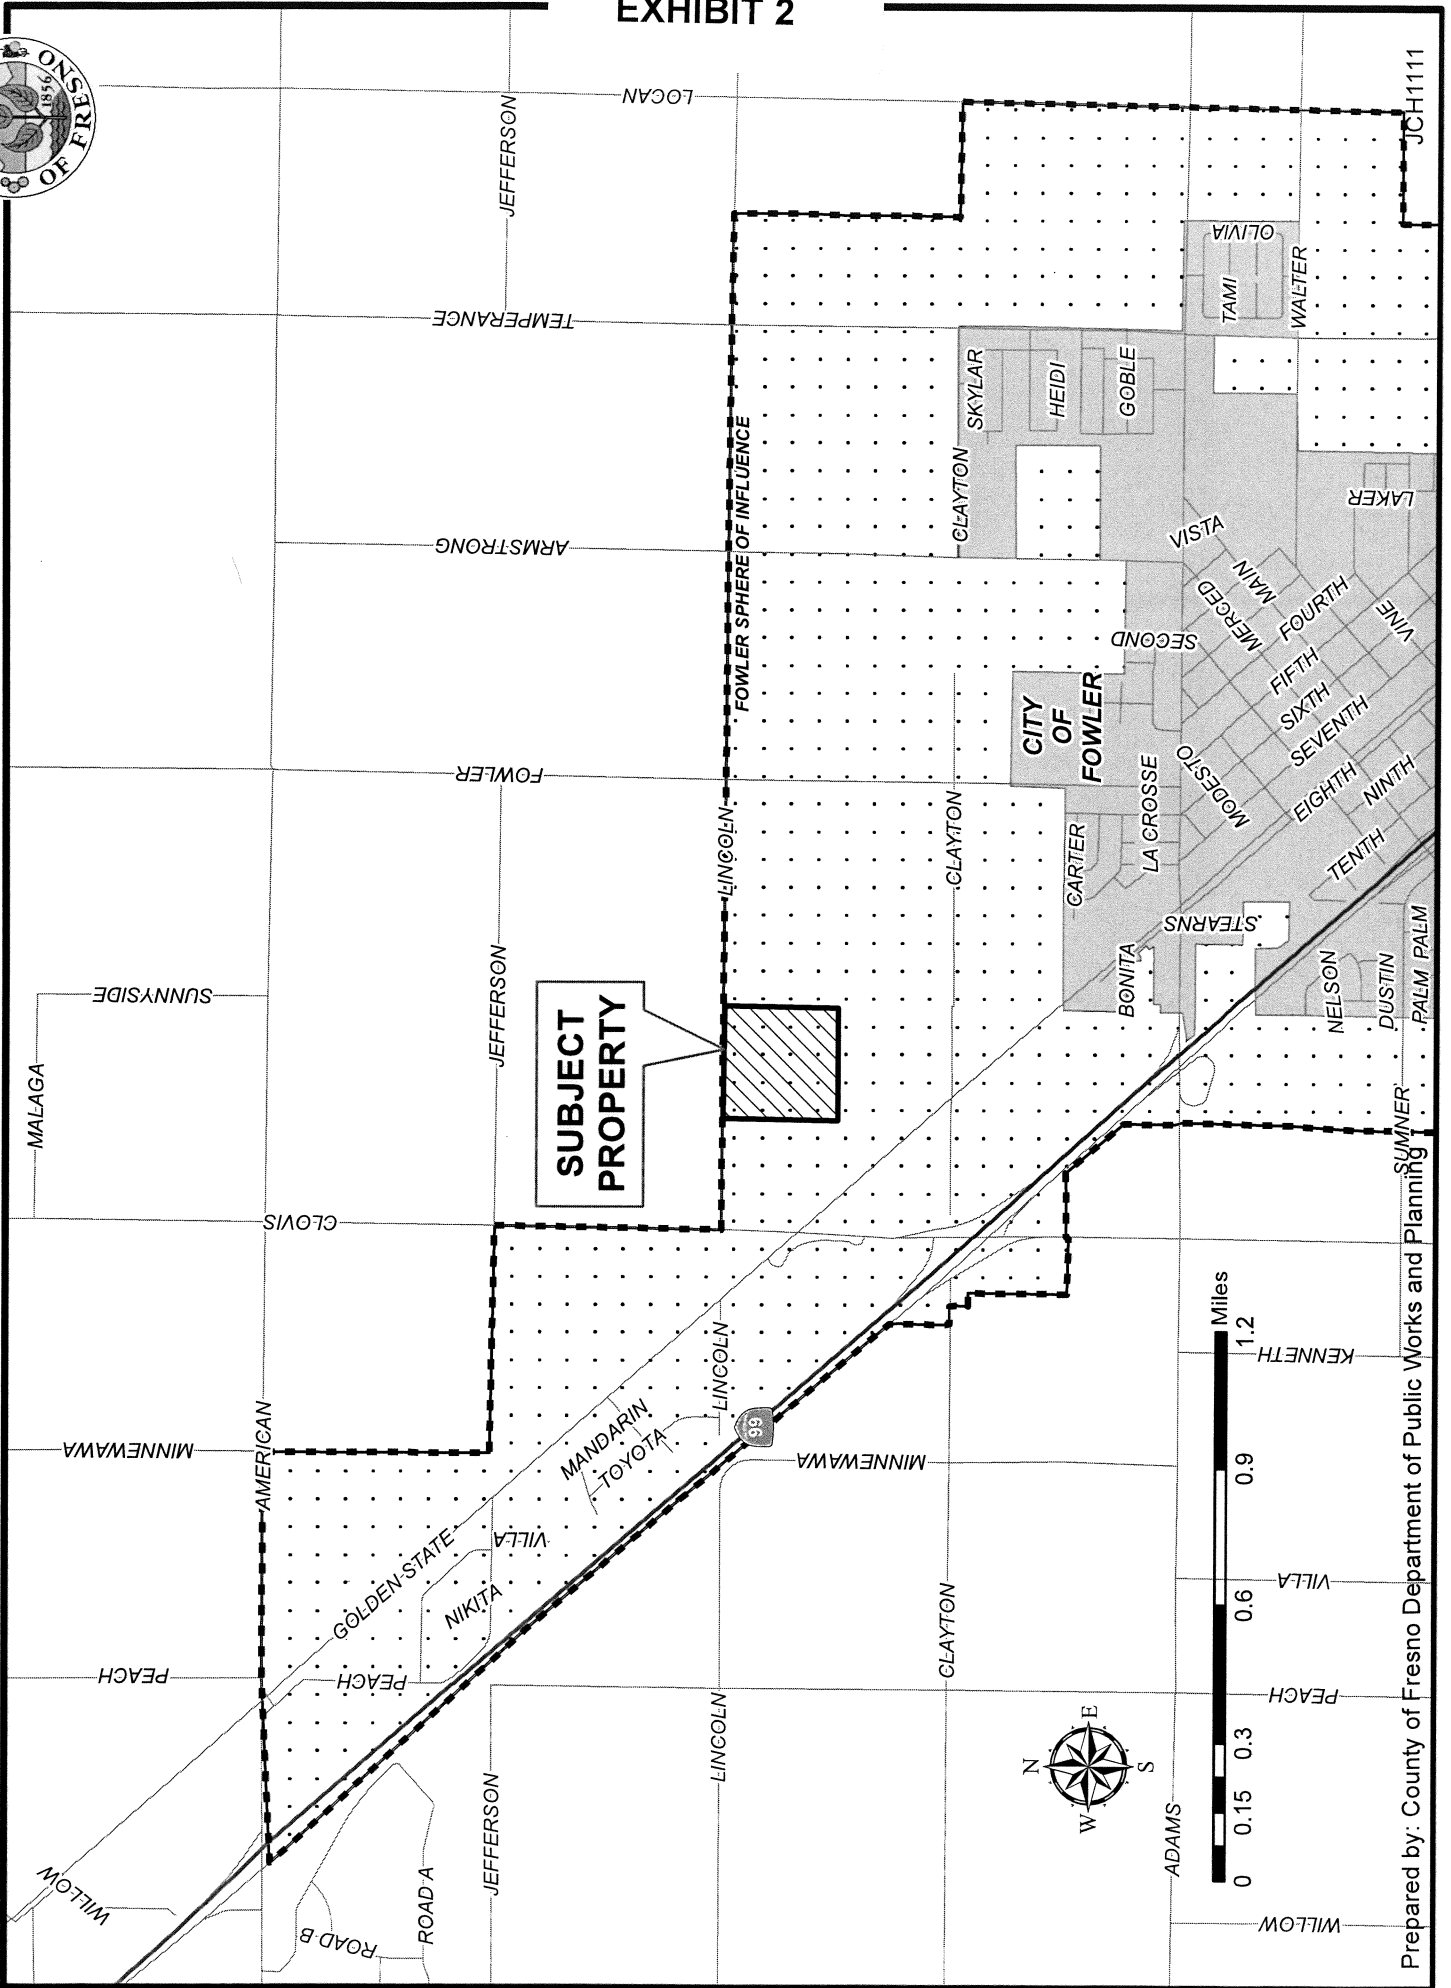 EXHIBIT 2
OF FRESNO
1856
LOCAN
JEFFERSON
TEMPERANCE
ARMSTRONG
FOWLER
JEFFERSON
SUNNYSIDE
MALAGA
CLOVIS
AMERICAN
MINNEWAWA
PEACH
WILLOW
ROAD B
ROAD A
JEFFERSON
GOLDEN STATE
PEACH
NIKITA
VILLA
MANDARIN
TOYOTA
LINCOLN
99
MINNEWAWA
LINCOLN
CLAYTON
SUBJECT
PROPERTY
LINCOLN
FOWLER SPHERE OF INFLUENCE
CLAYTON
CLAYTON
SKYLAR
HEIDI
GOBLE
OLIVIA
TAMI
WALTER
LAKER
VISTA
MAIN
MERCED
FOURTH
VINE
SECOND
FIFTH
SIXTH
SEVENTH
CITY
OF
FOWLER
MODESTO
EIGHTH
NINTH
LA CROSSE
CARTER
TENTH
STEARNS
BONITA
NELSON
DUSTIN
PALM
PALM
SUMNER
KENNETH
VILLA
PEACH
WILLOW
ADAMS
N
E
S
W
0 0.15 0.3 0.6 0.9 1.2
Miles
Prepared by: County of Fresno Department of Public Works and Planning
JCH1111